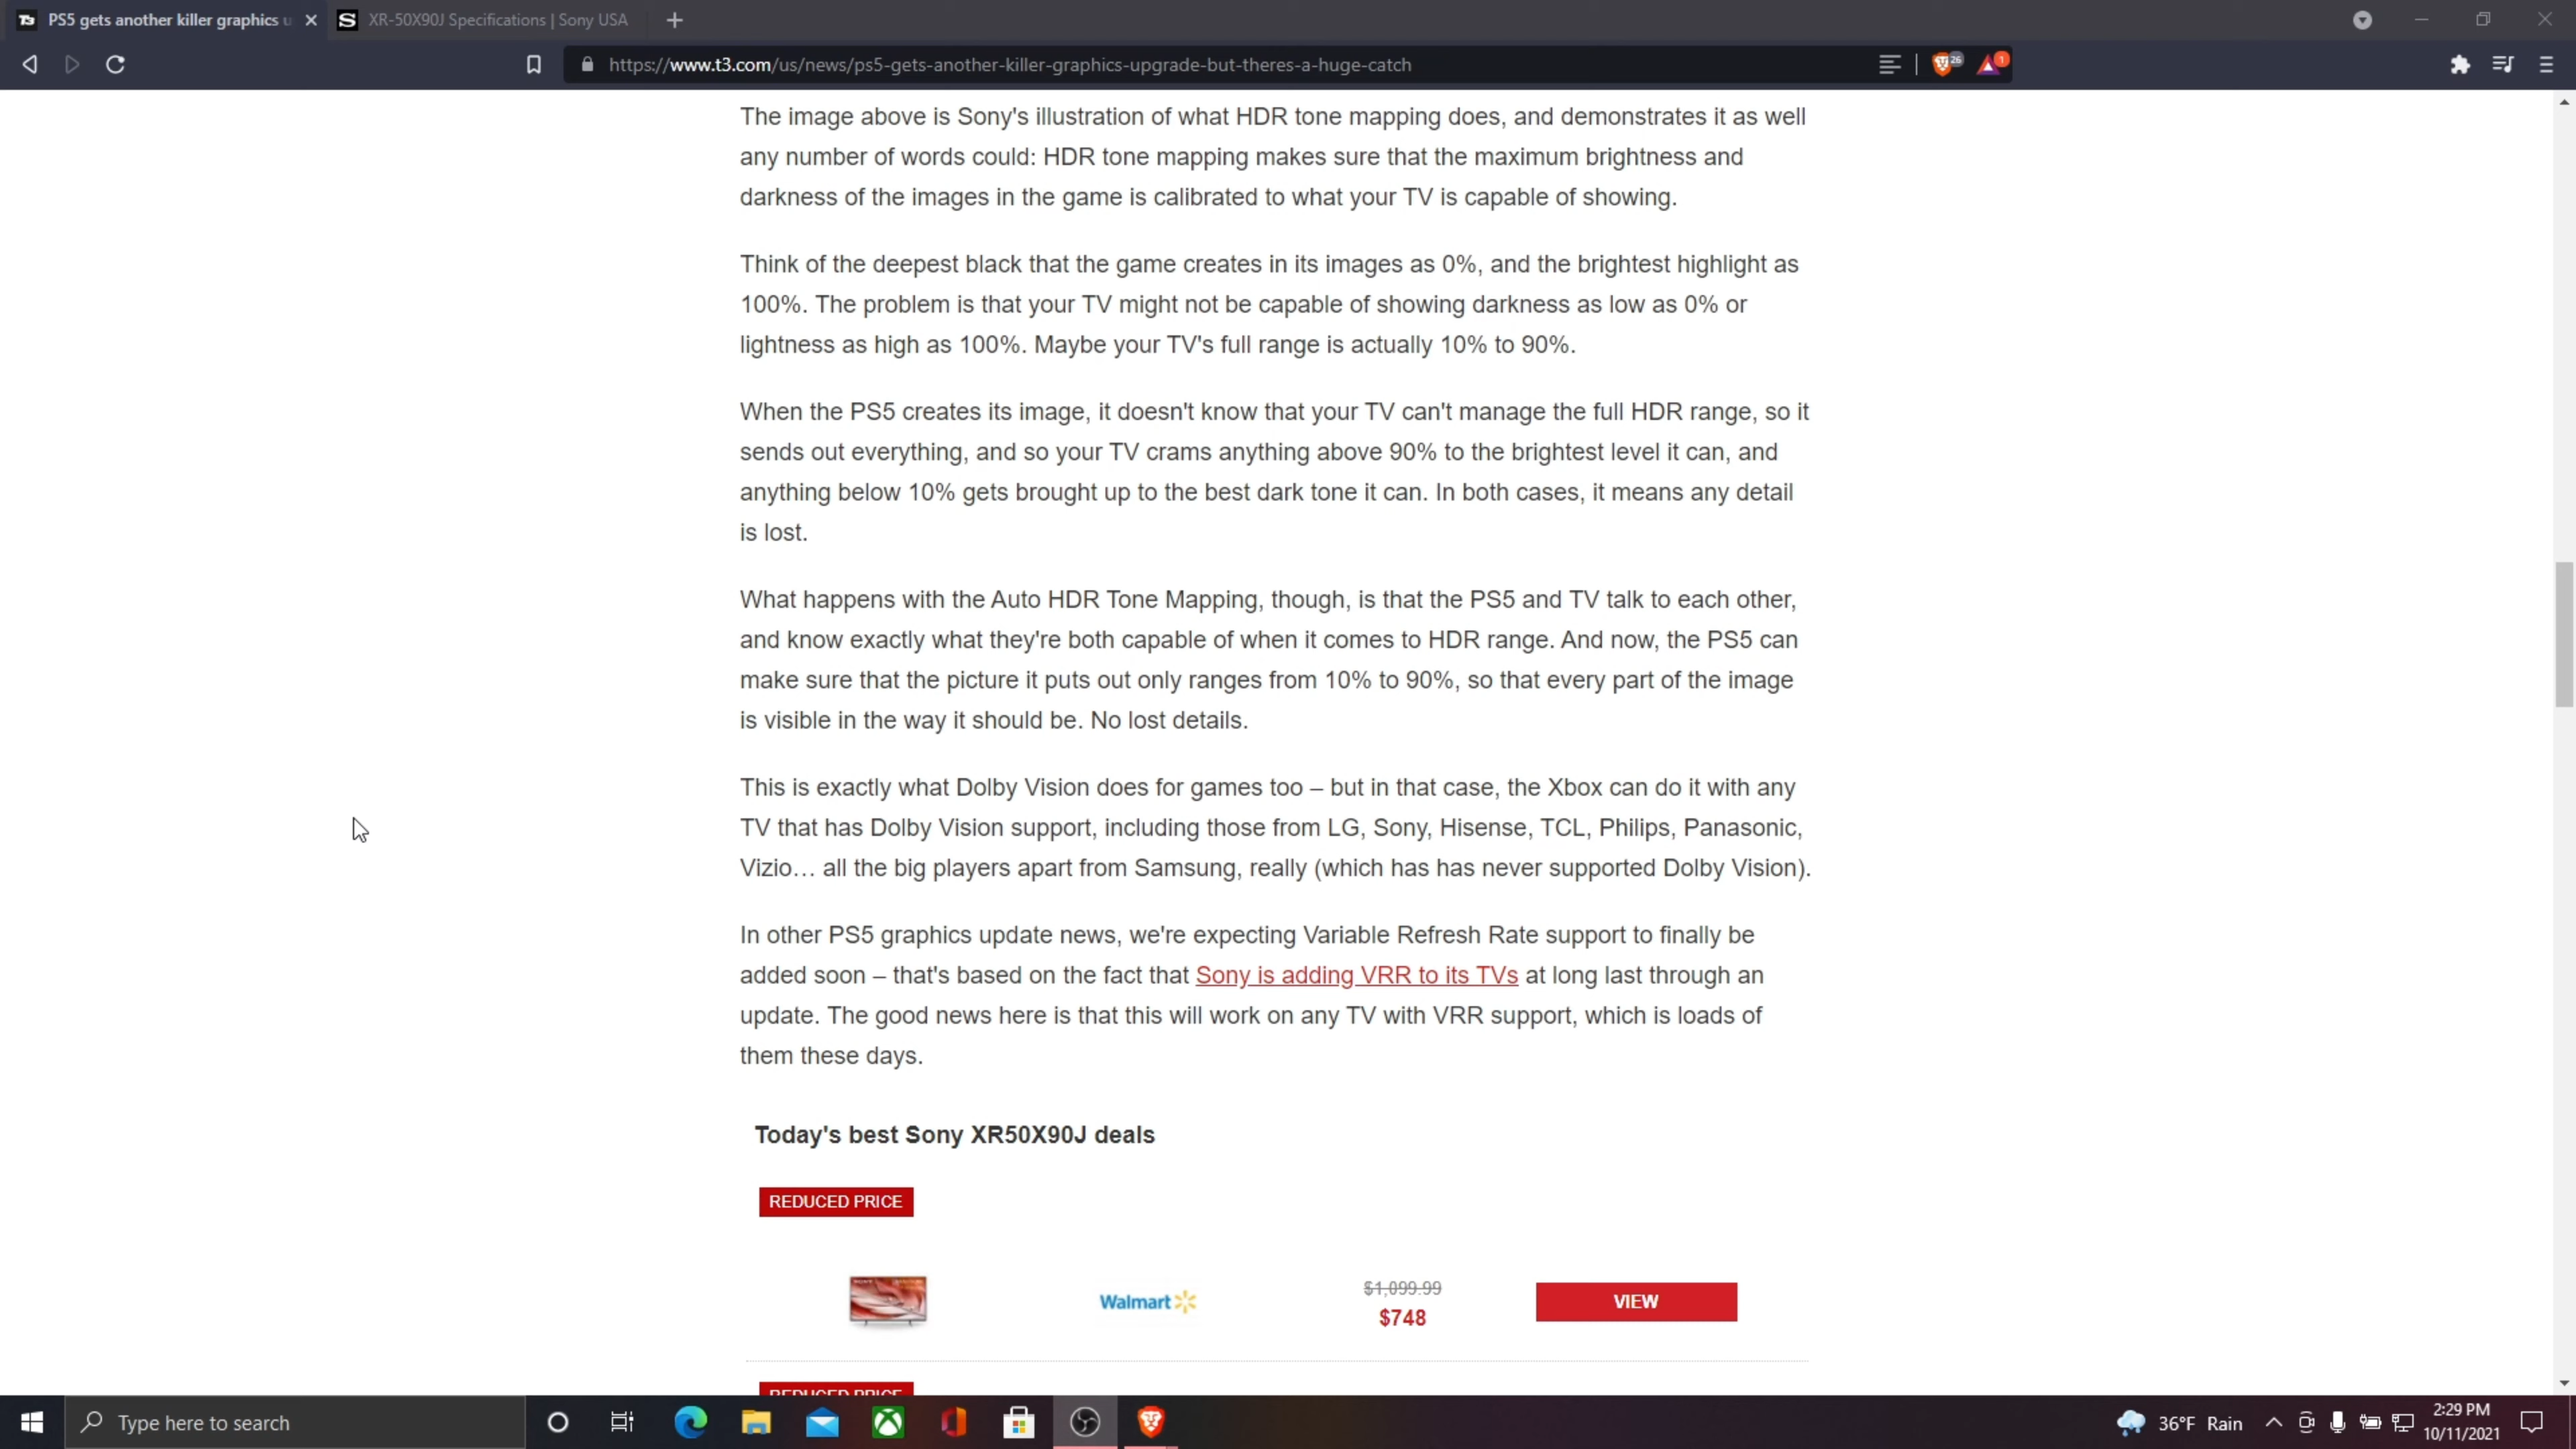 PS5 gets another killer graphics u
XR-50X90J Specifications | Sony USA
https://www.t3.com/us/news/ps5-gets-another-killer-graphics-upgrade-but-theres-a-huge-catch
26
1
The image above is Sony's illustration of what HDR tone mapping does, and demonstrates it as well
any number of words could: HDR tone mapping makes sure that the maximum brightness and
darkness of the images in the game is calibrated to what your TV is capable of showing.
Think of the deepest black that the game creates in its images as 0%, and the brightest highlight as
100%. The problem is that your TV might not be capable of showing darkness as low as 0% or
lightness as high as 100%. Maybe your TV's full range is actually 10% to 90%.
When the PS5 creates its image, it doesn't know that your TV can't manage the full HDR range, so it
sends out everything, and so your TV crams anything above 90% to the brightest level it can, and
anything below 10% gets brought up to the best dark tone it can. In both cases, it means any detail
is lost.
What happens with the Auto HDR Tone Mapping, though, is that the PS5 and TV talk to each other,
and know exactly what they're both capable of when it comes to HDR range. And now, the PS5 can
make sure that the picture it puts out only ranges from 10% to 90%, so that every part of the image
is visible in the way it should be. No lost details.
This is exactly what Dolby Vision does for games too – but in that case, the Xbox can do it with any
TV that has Dolby Vision support, including those from LG, Sony, Hisense, TCL, Philips, Panasonic,
Vizio… all the big players apart from Samsung, really (which has has never supported Dolby Vision).
In other PS5 graphics update news, we're expecting Variable Refresh Rate support to finally be
added soon – that's based on the fact that Sony is adding VRR to its TVs at long last through an
update. The good news here is that this will work on any TV with VRR support, which is loads of
them these days.
Today's best Sony XR50X90J deals
REDUCED PRICE
Walmart
$1,099.99
$748
VIEW
REDUCED PRICE
Type here to search
36°F Rain
2:29 PM
10/11/2021